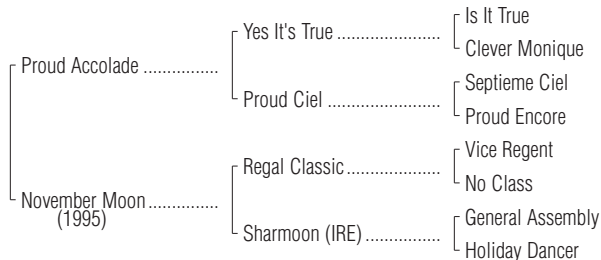 Is It True
Yes It's True ....................
Clever Monique
Proud Accolade ...............
Septieme Ciel
Proud Ciel ......................
Proud Encore
Vice Regent
Regal Classic..................
No Class
November Moon..............
(1995)
General Assembly
Sharmoon (IRE) ...............
Holiday Dancer